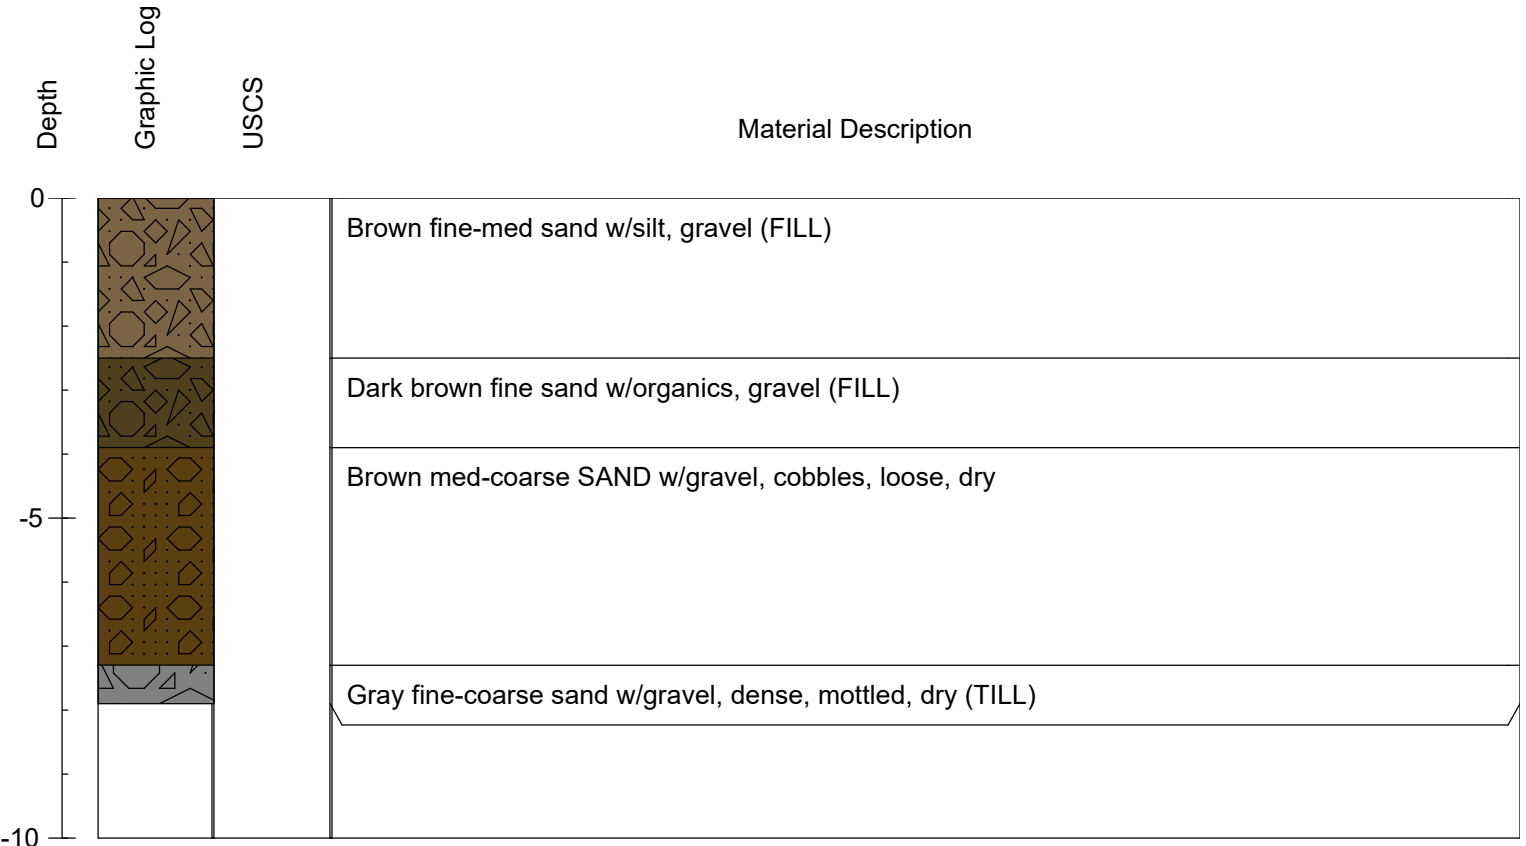 Depth
Graphic Log
USCS
Material Description
0
Brown fine-med sand w/silt, gravel (FILL)
Dark brown fine sand w/organics, gravel (FILL)
Brown med-coarse SAND w/gravel, cobbles, loose, dry
-5
Gray fine-coarse sand w/gravel, dense, mottled, dry (TILL)
-10